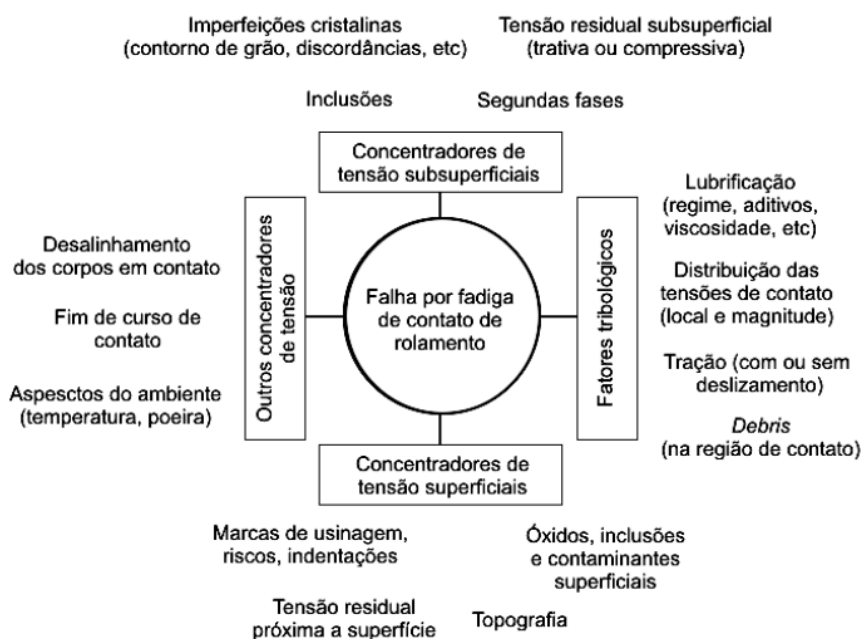 Imperfeições cristalinas
(contorno de grão, discordâncias, etc)
Tensão residual subsuperficial
(trativa ou compressiva)
Inclusões
Segundas fases
Concentradores de
tensão subsuperficiais
Outros concentradores
de tensão
Desalinhamento
dos corpos em contato
Fim de curso de
contato
Aspesctos do ambiente
(temperatura, poeira)
Falha por fadiga
de contato de
rolamento
Fatores tribológicos
Lubrificação
(regime, aditivos,
viscosidade, etc)
Distribuição das
tensões de contato
(local e magnitude)
Tração (com ou sem
deslizamento)
Debris
(na região de contato)
Concentradores de
tensão superficiais
Marcas de usinagem,
riscos, indentações
Óxidos, inclusões
e contaminantes
superficiais
Tensão residual
próxima a superfície
Topografia